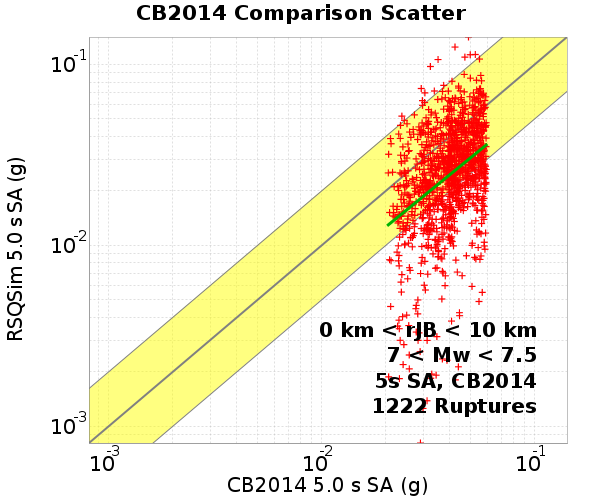 CB2014 Comparison Scatter
RSQSim 5.0 s SA (g)
10-1
10-2
10-3
0 km < rJB < 10 km
7 < Mw < 7.5
5s SA, CB2014
1222 Ruptures
10-3 10-2 10-1
CB2014 5.0 s SA (g)